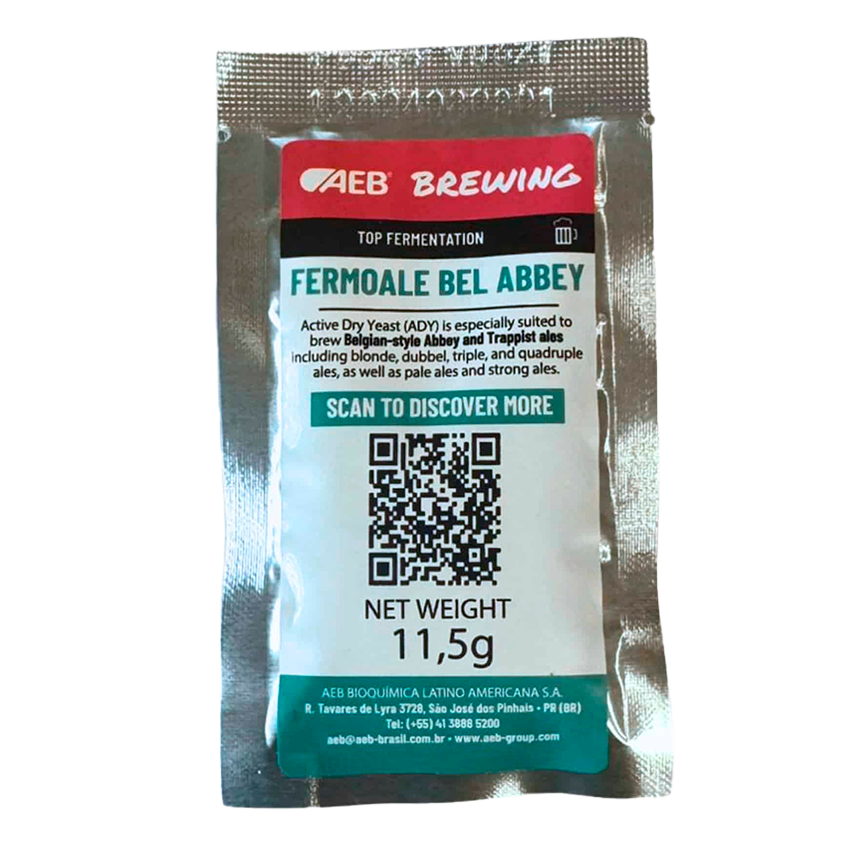 AEB® BREWING
TOP FERMENTATION
FERMOALE BEL ABBEY
Active Dry Yeast (ADY) is especially suited to
brew Belgian-style Abbey and Trappist ales
including blonde, dubbel, triple, and quadruple
ales, as well as pale ales and strong ales.
SCAN TO DISCOVER MORE
NET WEIGHT
11,5g
AEB BIOQUÍMICA LATINO AMERICANA S.A.
R. Tavares de Lyra 3728, São José dos Pinhais • PR (BR)
Tel: (+55) 41 3888 5200
aeb@aeb-brasil.com.br • www.aeb-group.com